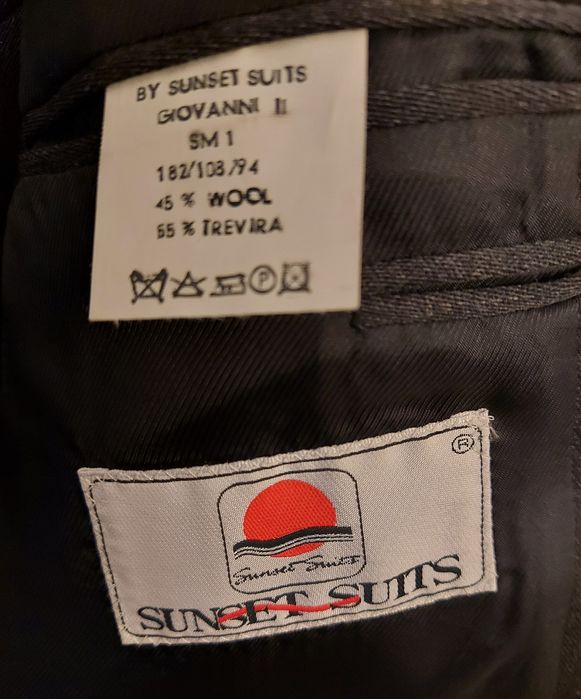 BY SUNSET SUITS
GIOVANNI II
SM 1
182/108/94
45 % WOOL
55 % TREVIRA
P
®
Sunset Suits
SUNSET SUITS